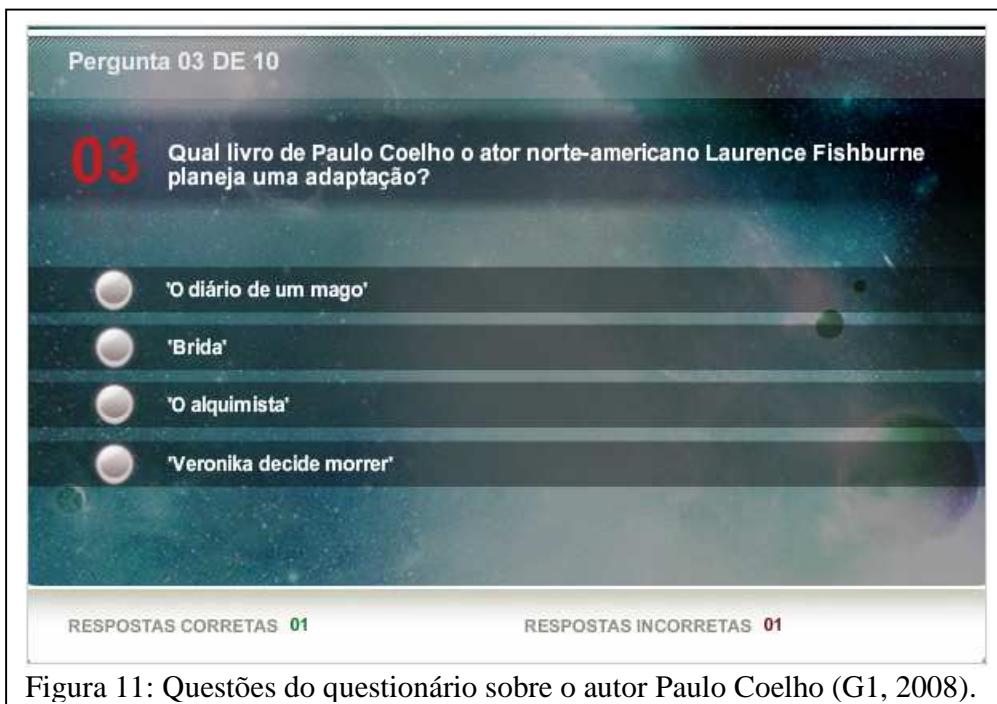 Pergunta 03 DE 10
03
Qual livro de Paulo Coelho o ator norte-americano Laurence Fishburne
planeja uma adaptação?
'O diário de um mago'
'Brida'
'O alquimista'
'Veronika decide morrer'
RESPOSTAS CORRETAS 01
RESPOSTAS INCORRETAS 01
Figura 11: Questões do questionário sobre o autor Paulo Coelho (G1, 2008).